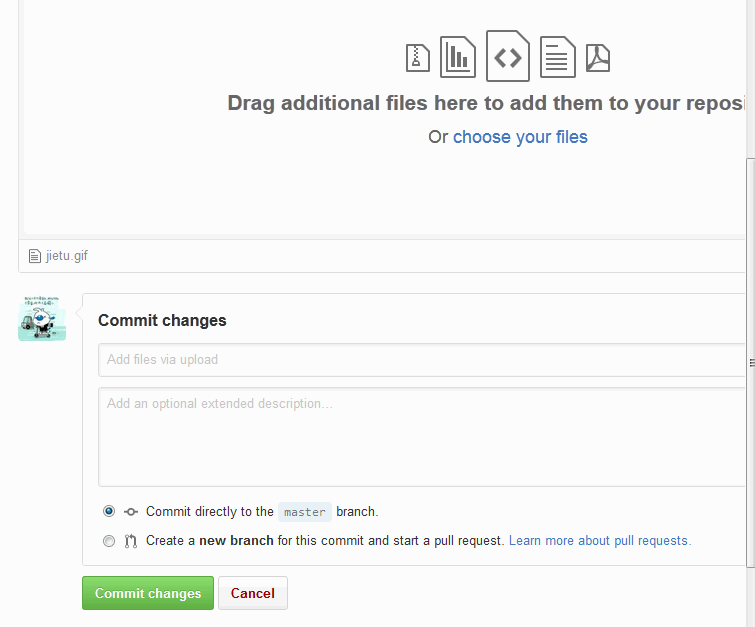 Drag additional files here to add them to your reposi
Or choose your files
jietu.gif
Commit changes
Add files via upload
Add an optional extended description…
Commit directly to the master branch.
Create a new branch for this commit and start a pull request. Learn more about pull requests.
Commit changes Cancel